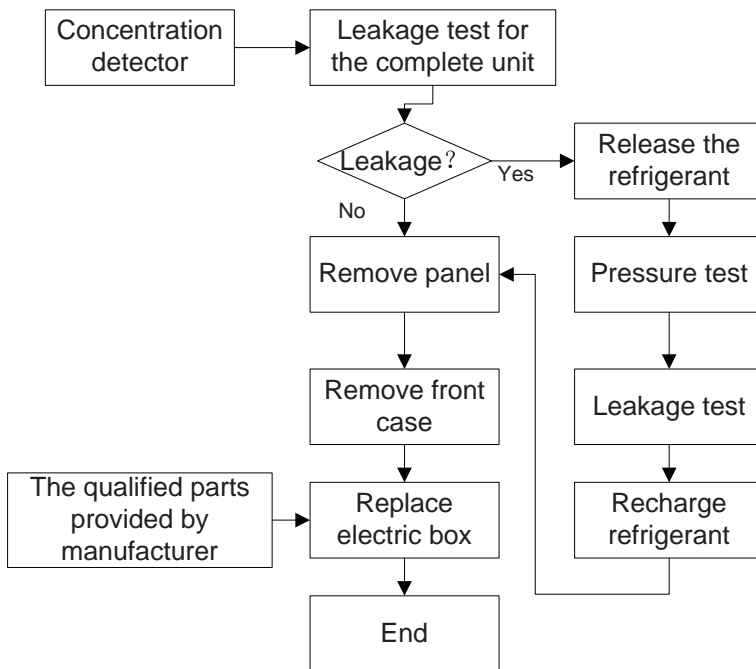 Concentration
detector
Leakage test for
the complete unit
Leakage？
Yes
No
Release the
refrigerant
Remove panel
Pressure test
Remove front
case
Leakage test
The qualified parts
provided by
manufacturer
Replace
electric box
Recharge
refrigerant
End